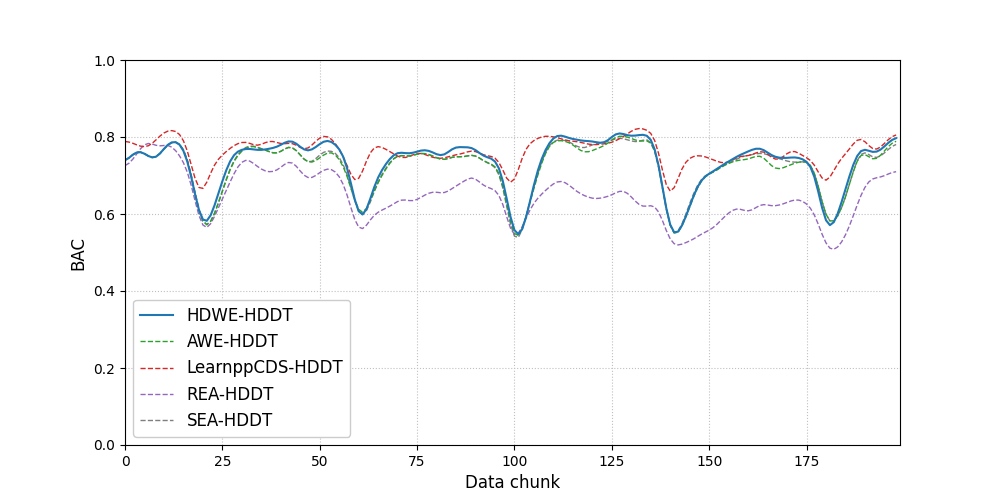 1.0
0.8
0.6
0.4
0.2
0.0
BAC
HDWE-HDDT
AWE-HDDT
LearnppCDS-HDDT
REA-HDDT
SEA-HDDT
0 25 50 75 100 125 150 175
Data chunk